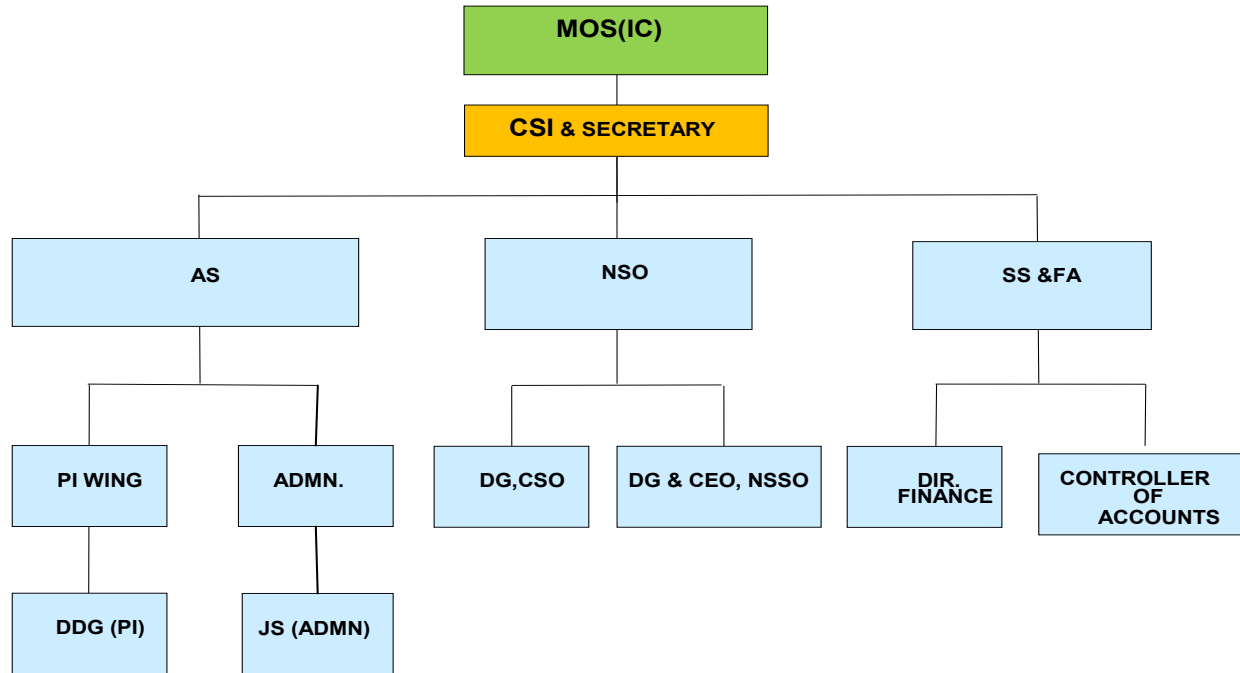 MOS(IC)
CSI & SECRETARY
AS
NSO
SS &FA
PI WING
ADMN.
DG,CSO
DG & CEO, NSSO
DIR.
FINANCE
CONTROLLER
OF
ACCOUNTS
DDG (PI)
JS (ADMN)